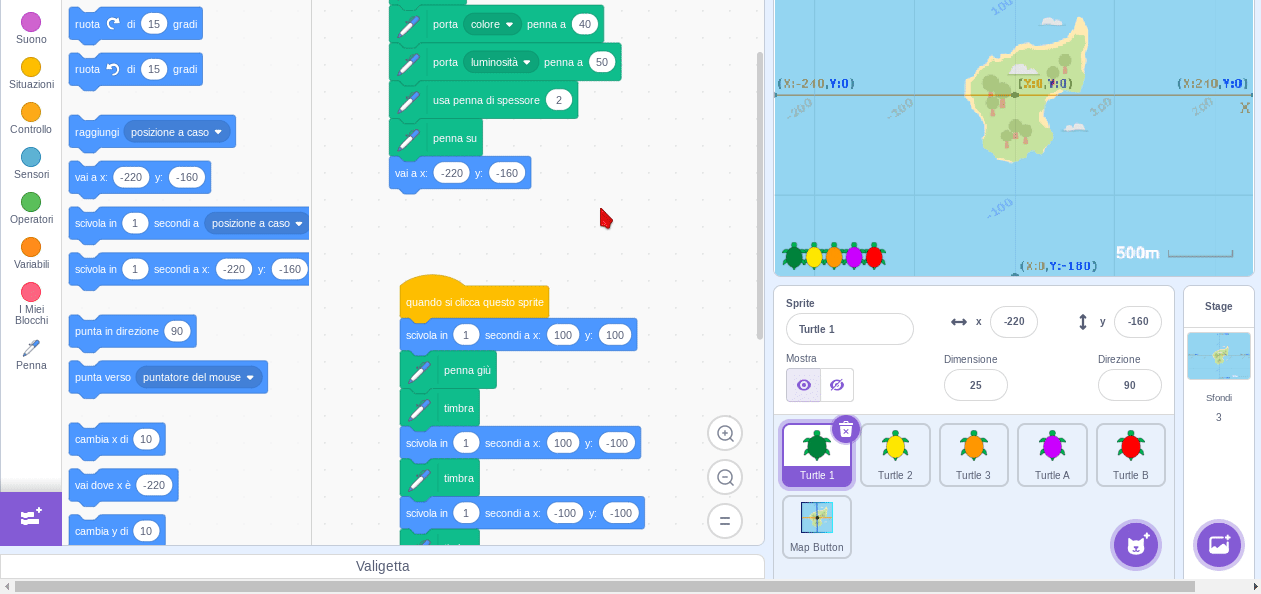 Suono
Situazioni
Controllo
Sensori
Operatori
Variabili
I Miei
Blocchi
Penna
ruota di 15 gradi
ruota di 15 gradi
raggiungi posizione a caso
vai a x: -220 y: -160
scivola in 1 secondi a posizione a caso
scivola in 1 secondi a x: -220 y: -160
punta in direzione 90
punta verso puntatore del mouse
cambia x di 10
vai dove x è -220
cambia y di 10
porta colore penna a 40
porta luminosità penna a 50
usa penna di spessore 2
penna su
vai a x: -220 y: -160
quando si clicca questo sprite
scivola in 1 secondi a x: 100 y: 100
penna giù
timbra
scivola in 1 secondi a x: 100 y: -100
timbra
scivola in 1 secondi a x: -100 y: -100
Valigetta
100
(X:-240,Y:0)
(X:0,Y:0)
(X:240,Y:0)
-200
-100
100
200
X
-100
500m
(X:0,Y:-180)
Sprite
Turtle 1
x -220
y -160
Mostra
Dimensione
25
Direzione
90
Turtle 1
Turtle 2
Turtle 3
Turtle A
Turtle B
Map Button
Stage
Sfondi
3